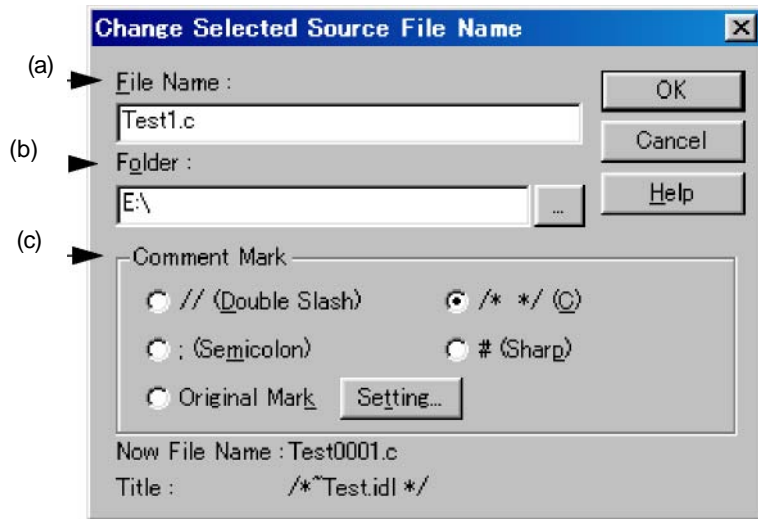 Change Selected Source File Name
(a)
File Name :
OK
Test1.c
Cancel
(b)
Folder :
Help
E:\
...
(c)
Comment Mark
// (Double Slash)
/* */ (C)
; (Semicolon)
# (Sharp)
Original Mark
Setting...
Now File Name : Test0001.c
Title : /*~Test.idl */